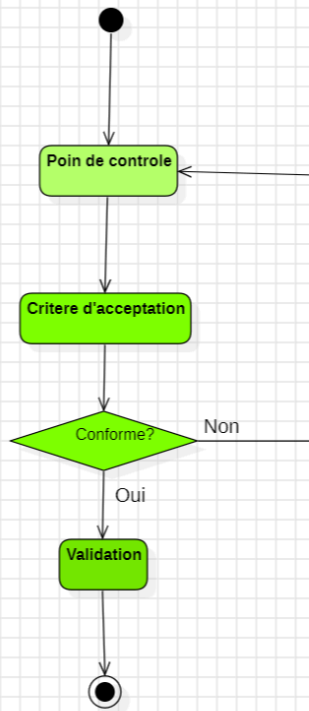 Poin de controle
Critere d'acceptation
Conforme?
Non
Oui
Validation